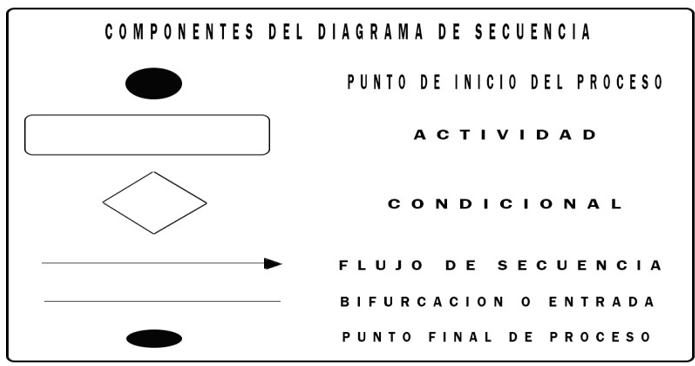 COMPONENTES DEL DIAGRAMA DE SECUENCIA
PUNTO DE INICIO DEL PROCESO
ACTIVIDAD
CONDICIONAL
FLUJO DE SECUENCIA
BIFURCACION O ENTRADA
PUNTO FINAL DE PROCESO